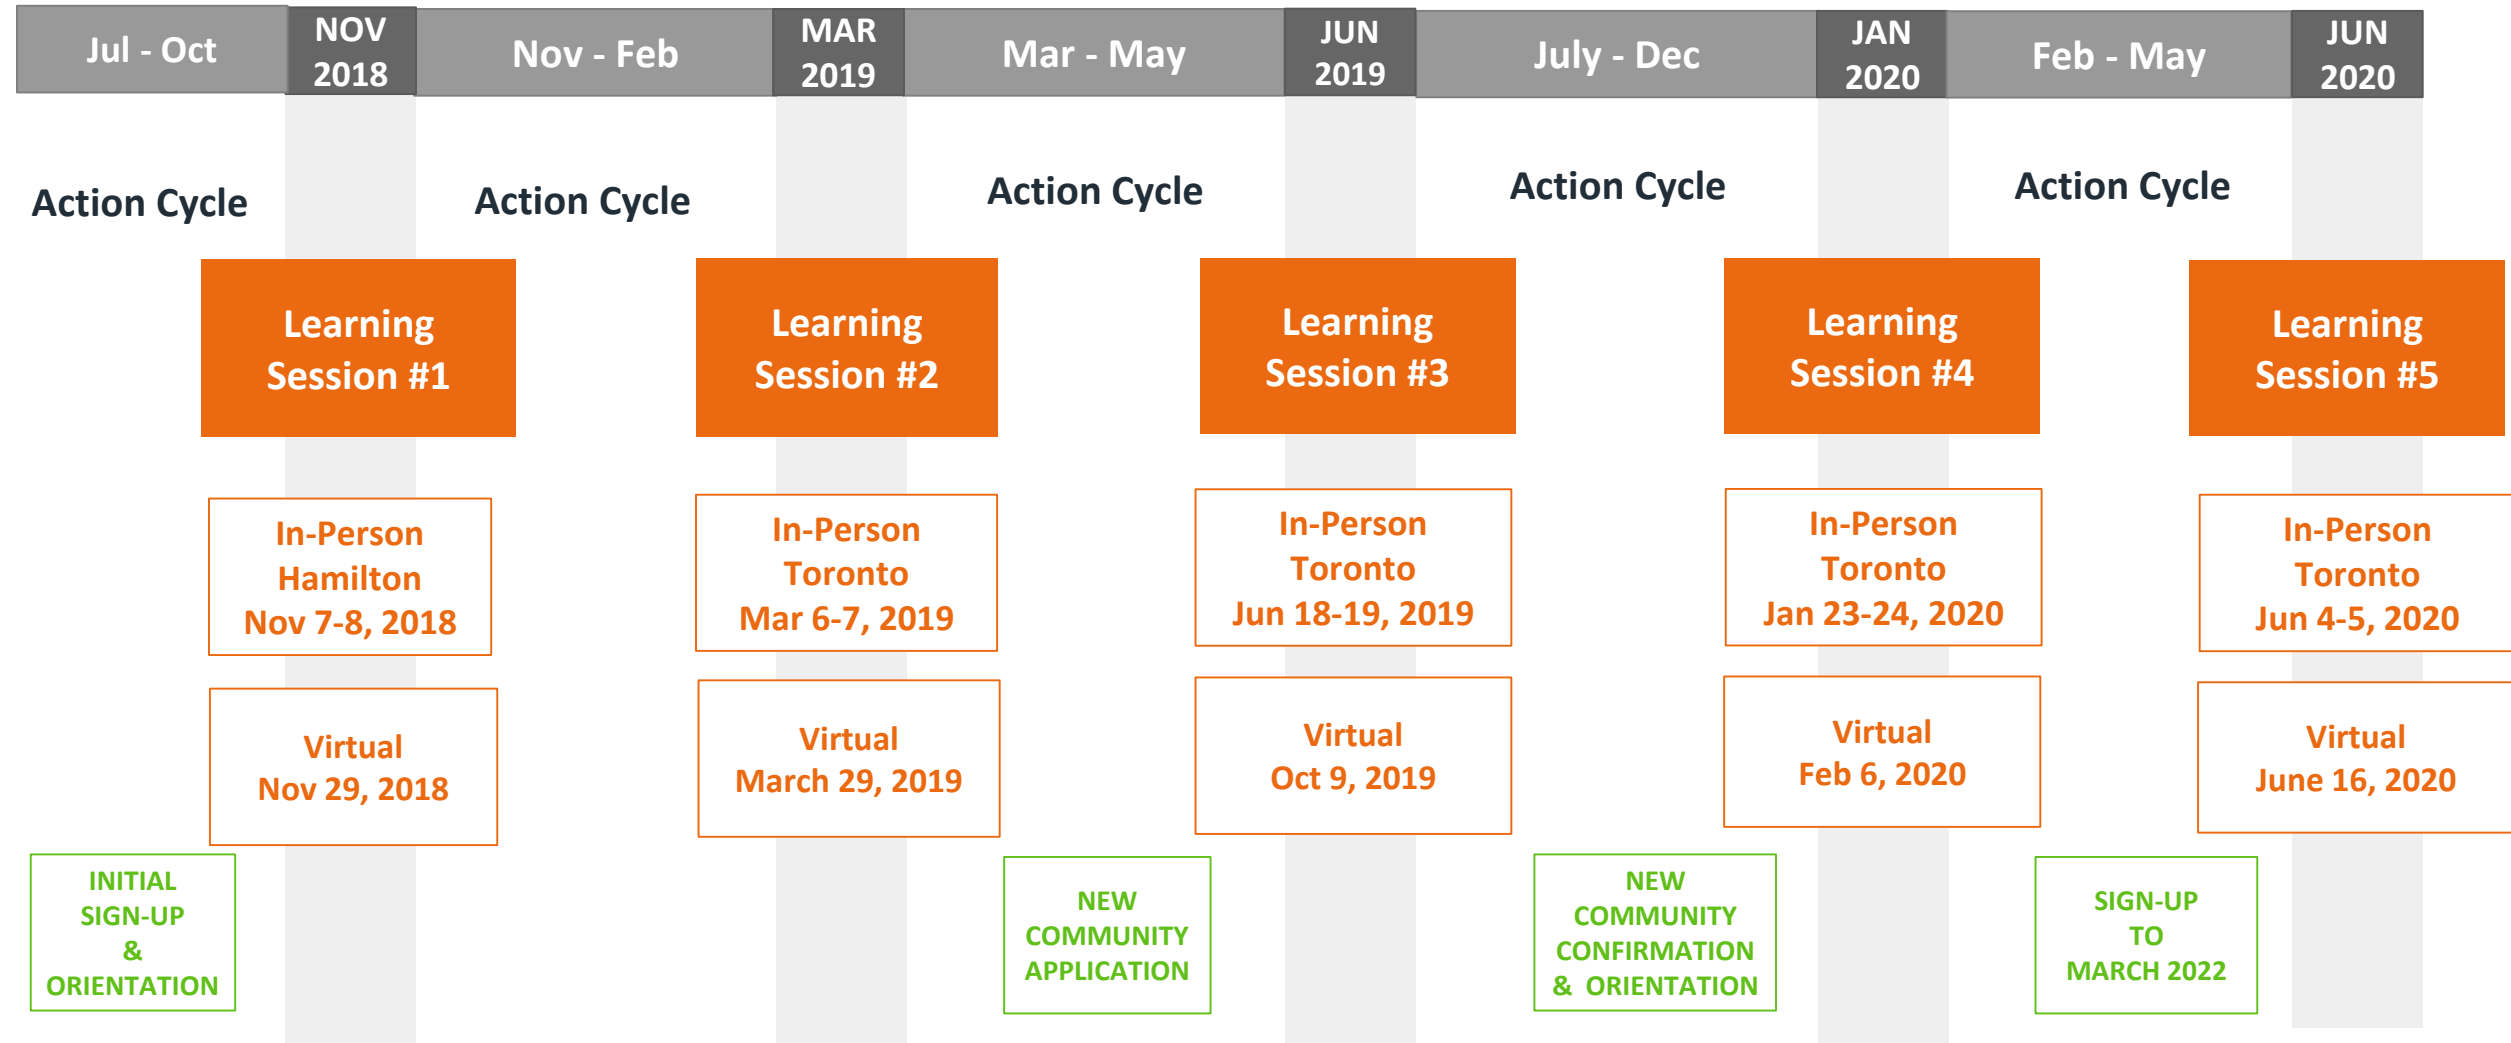 Jul - Oct
NOV
2018
Nov - Feb
MAR
2019
Mar - May
JUN
2019
July - Dec
JAN
2020
Feb - May
JUN
2020
Action Cycle
Action Cycle
Action Cycle
Action Cycle
Action Cycle
Learning
Session #1
Learning
Session #2
Learning
Session #3
Learning
Session #4
Learning
Session #5
In-Person
Hamilton
Nov 7-8, 2018
In-Person
Toronto
Mar 6-7, 2019
In-Person
Toronto
Jun 18-19, 2019
In-Person
Toronto
Jan 23-24, 2020
In-Person
Toronto
Jun 4-5, 2020
Virtual
Nov 29, 2018
Virtual
March 29, 2019
Virtual
Oct 9, 2019
Virtual
Feb 6, 2020
Virtual
June 16, 2020
INITIAL
SIGN-UP
&
ORIENTATION
NEW
COMMUNITY
APPLICATION
NEW
COMMUNITY
CONFIRMATION
& ORIENTATION
SIGN-UP
TO
MARCH 2022